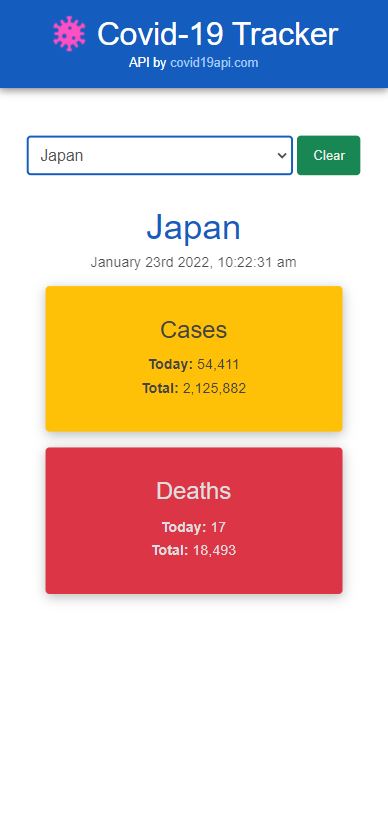 Covid-19 Tracker
API by covid19api.com
Japan
Clear
Japan
January 23rd 2022, 10:22:31 am
Cases
Today: 54,411
Total: 2,125,882
Deaths
Today: 17
Total: 18,493